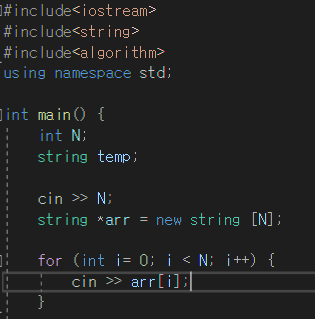 #include<iostream>
#include<string>
#include<algorithm>
using namespace std;
int main() {
int N;
string temp;
cin >> N;
string *arr = new string [N];
for (int i= 0; i < N; i++) {
cin >> arr[i];
}